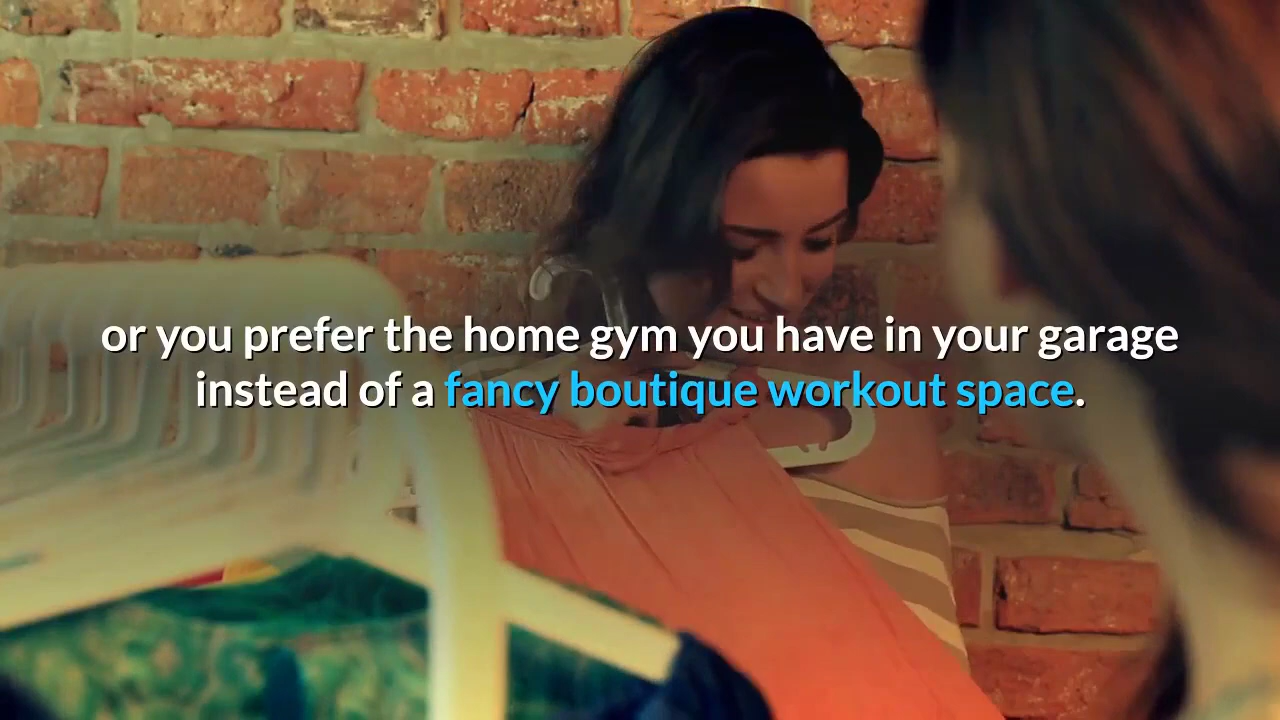 or you prefer the home gym you have in your garage
instead of a fancy boutique workout space.